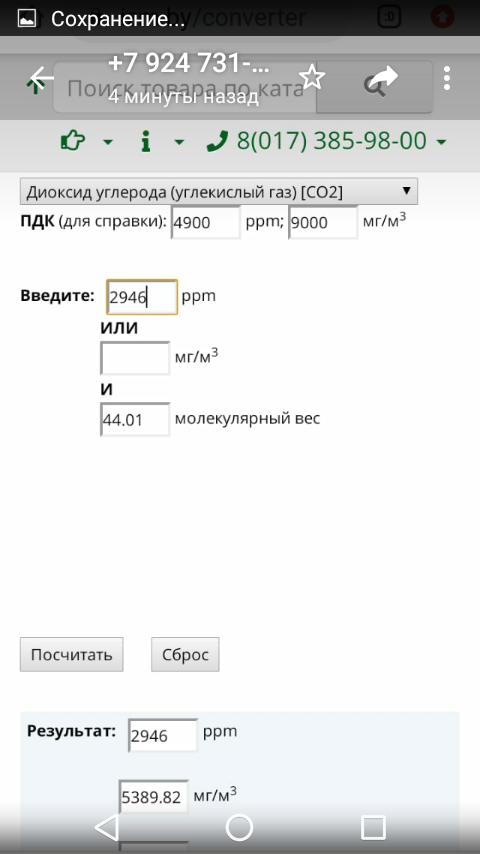 Сохранение...
.by/converter
:0
+7 924 731-...
Поиск товара по ката
4 минуты назад
8(017) 385-98-00
Диоксид углерода (углекислый газ) [CO2]
ПДК (для справки): 4900 ppm; 9000 мг/м³
Введите: 2946 ppm
ИЛИ
мг/м³
И
44.01 молекулярный вес
Посчитать Сброс
Результат: 2946 ppm
5389.82 мг/м³